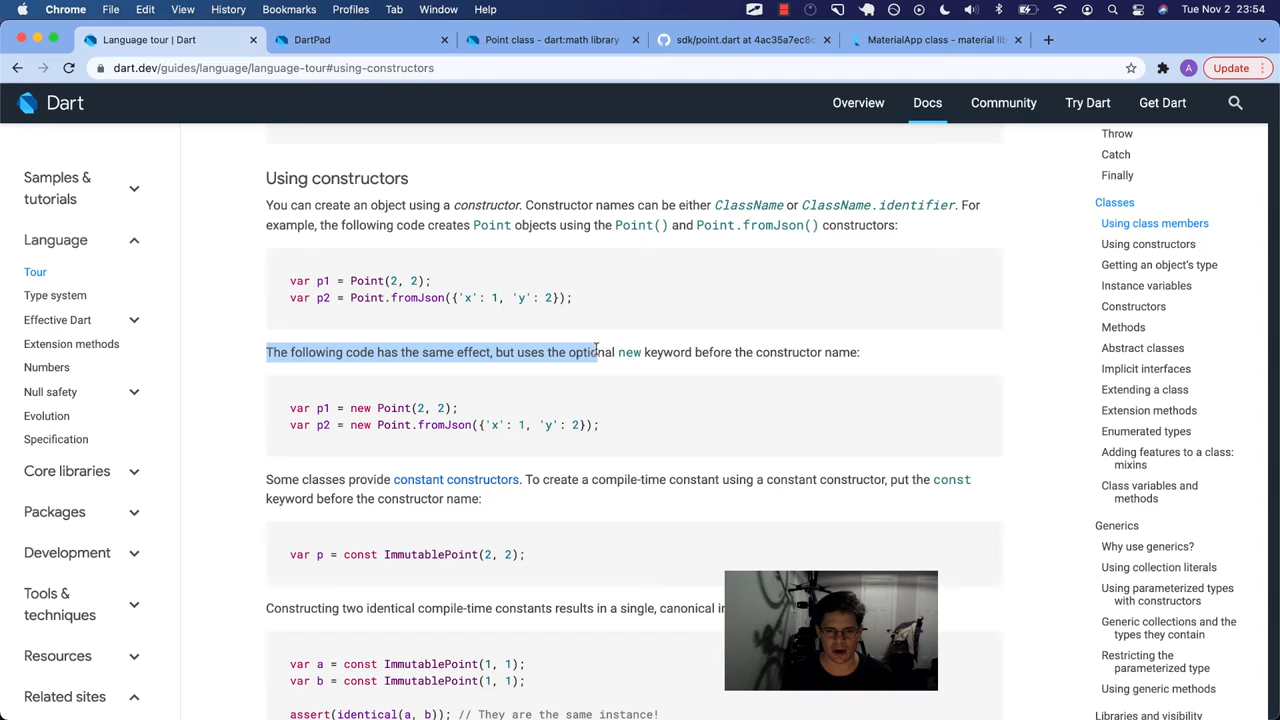 Chrome File Edit View History Bookmarks Profiles Tab Window Help
Tue Nov 2 23:54
Language tour | Dart
DartPad
Point class - dart:math library
sdk/point.dart at 4ac35a7ec8c
MaterialApp class - material lib
dart.dev/guides/language/language-tour#using-constructors
A
Update
Dart
Overview Docs Community Try Dart Get Dart
Samples &
tutorials
Language
Tour
Type system
Effective Dart
Extension methods
Numbers
Null safety
Evolution
Specification
Core libraries
Packages
Development
Tools &
techniques
Resources
Related sites
Using constructors
You can create an object using a constructor. Constructor names can be either ClassName or ClassName.identifier. For
example, the following code creates Point objects using the Point() and Point.fromJson() constructors:
var p1 = Point(2, 2);
var p2 = Point.fromJson({'x': 1, 'y': 2});
The following code has the same effect, but uses the optional new keyword before the constructor name:
var p1 = new Point(2, 2);
var p2 = new Point.fromJson({'x': 1, 'y': 2});
Some classes provide constant constructors. To create a compile-time constant using a constant constructor, put the const
keyword before the constructor name:
var p = const ImmutablePoint(2, 2);
Constructing two identical compile-time constants results in a single, canonical
var a = const ImmutablePoint(1, 1);
var b = const ImmutablePoint(1, 1);
assert(identical(a, b)); // They are the same instance!
Throw
Catch
Finally
Classes
Using class members
Using constructors
Getting an object's type
Instance variables
Constructors
Methods
Abstract classes
Implicit interfaces
Extending a class
Extension methods
Enumerated types
Adding features to a class:
mixins
Class variables and
methods
Generics
Why use generics?
Using collection literals
Using parameterized types
with constructors
Generic collections and the
types they contain
Restricting the
parameterized type
Using generic methods
Libraries and visibility